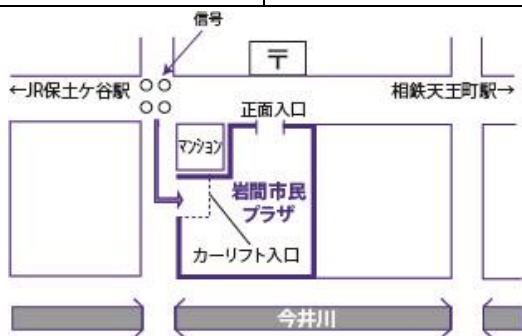 信号
〒
←JR保土ケ谷駅
相鉄天王町駅→
正面入口
マンション
岩間市民
プラザ
カーリフト入口
今井川